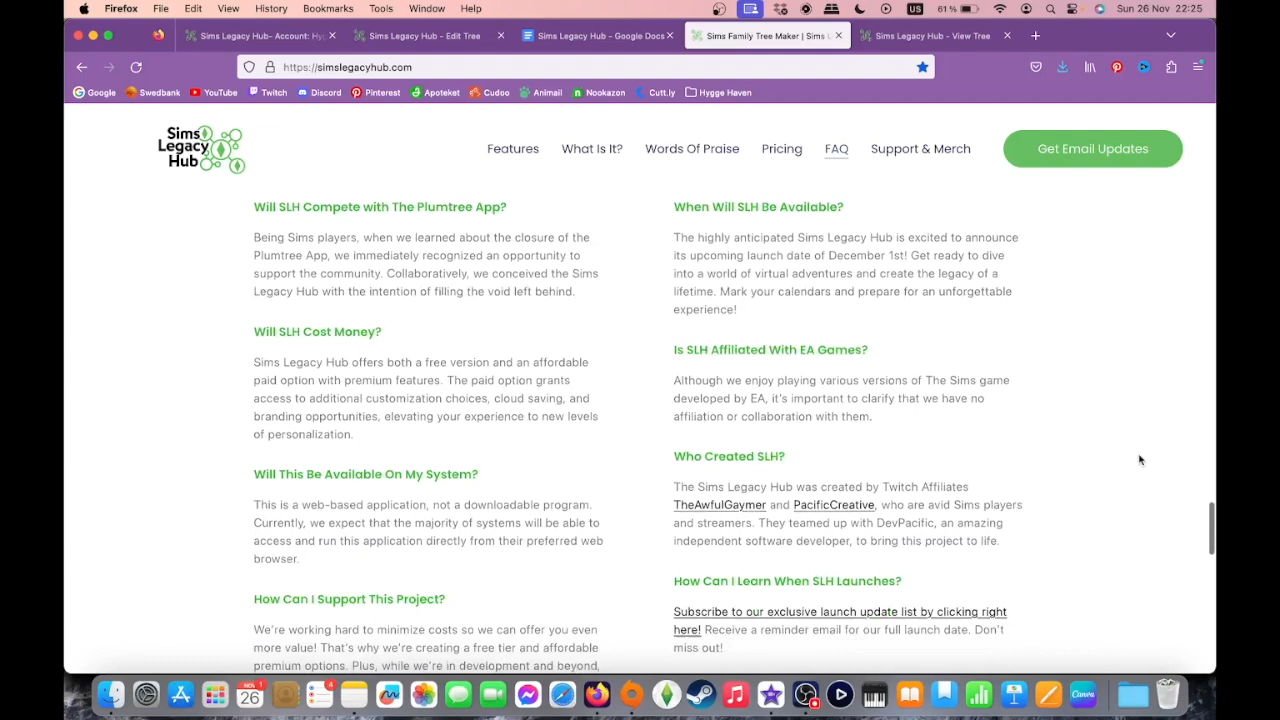 Firefox File Edit View History Bookmarks Tools Window Help US 61% Sun 26 Nov 22:25
Sims Legacy Hub- Account: Hy
Sims Legacy Hub - Edit Tree
Sims Legacy Hub - Google Docs
Sims Family Tree Maker | Sims L
Sims Legacy Hub - View Tree
https://simslegacyhub.com
Google Swedbank YouTube Twitch Discord Pinterest Apoteket Cudoo Animail Nookazon Cutt.ly Hygge Haven
Sims
Legacy
Hub
Features What Is It? Words Of Praise Pricing FAQ Support & Merch Get Email Updates
Will SLH Compete with The Plumtree App?
Being Sims players, when we learned about the closure of the
Plumtree App, we immediately recognized an opportunity to
support the community. Collaboratively, we conceived the Sims
Legacy Hub with the intention of filling the void left behind.
Will SLH Cost Money?
Sims Legacy Hub offers both a free version and an affordable
paid option with premium features. The paid option grants
access to additional customization choices, cloud saving, and
branding opportunities, elevating your experience to new levels
of personalization.
Will This Be Available On My System?
This is a web-based application, not a downloadable program.
Currently, we expect that the majority of systems will be able to
access and run this application directly from their preferred web
browser.
How Can I Support This Project?
We're working hard to minimize costs so we can offer you even
more value! That's why we're creating a free tier and affordable
premium options. Plus, while we're in development and beyond,
When Will SLH Be Available?
The highly anticipated Sims Legacy Hub is excited to announce
its upcoming launch date of December 1st! Get ready to dive
into a world of virtual adventures and create the legacy of a
lifetime. Mark your calendars and prepare for an unforgettable
experience!
Is SLH Affiliated With EA Games?
Although we enjoy playing various versions of The Sims game
developed by EA, it's important to clarify that we have no
affiliation or collaboration with them.
Who Created SLH?
The Sims Legacy Hub was created by Twitch Affiliates
TheAwfulGaymer and PacificCreative, who are avid Sims players
and streamers. They teamed up with DevPacific, an amazing
independent software developer, to bring this project to life.
How Can I Learn When SLH Launches?
Subscribe to our exclusive launch update list by clicking right
here! Receive a reminder email for our full launch date. Don't
miss out!
NOV 1
26
4
Canva